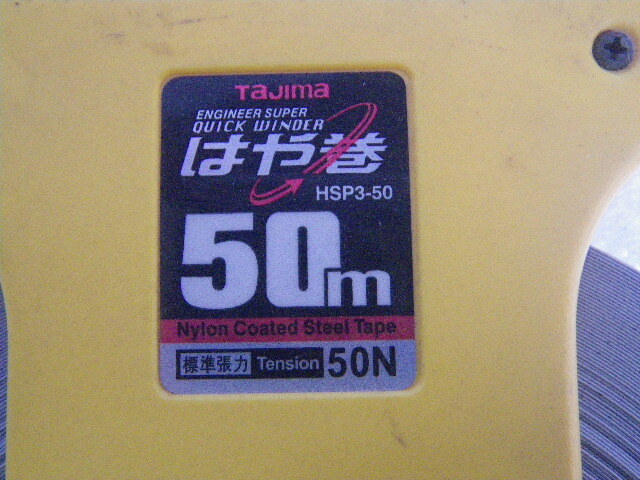 TaJima
ENGINEER SUPER
QUICK WINDER
はや巻
HSP3-50
50m
Nylon Coated Steel Tape
標準張力 Tension 50N